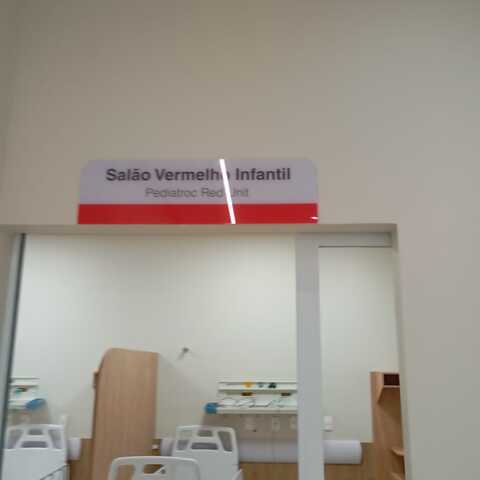 Salão Vermelho Infantil
Pediatroc Red Unit